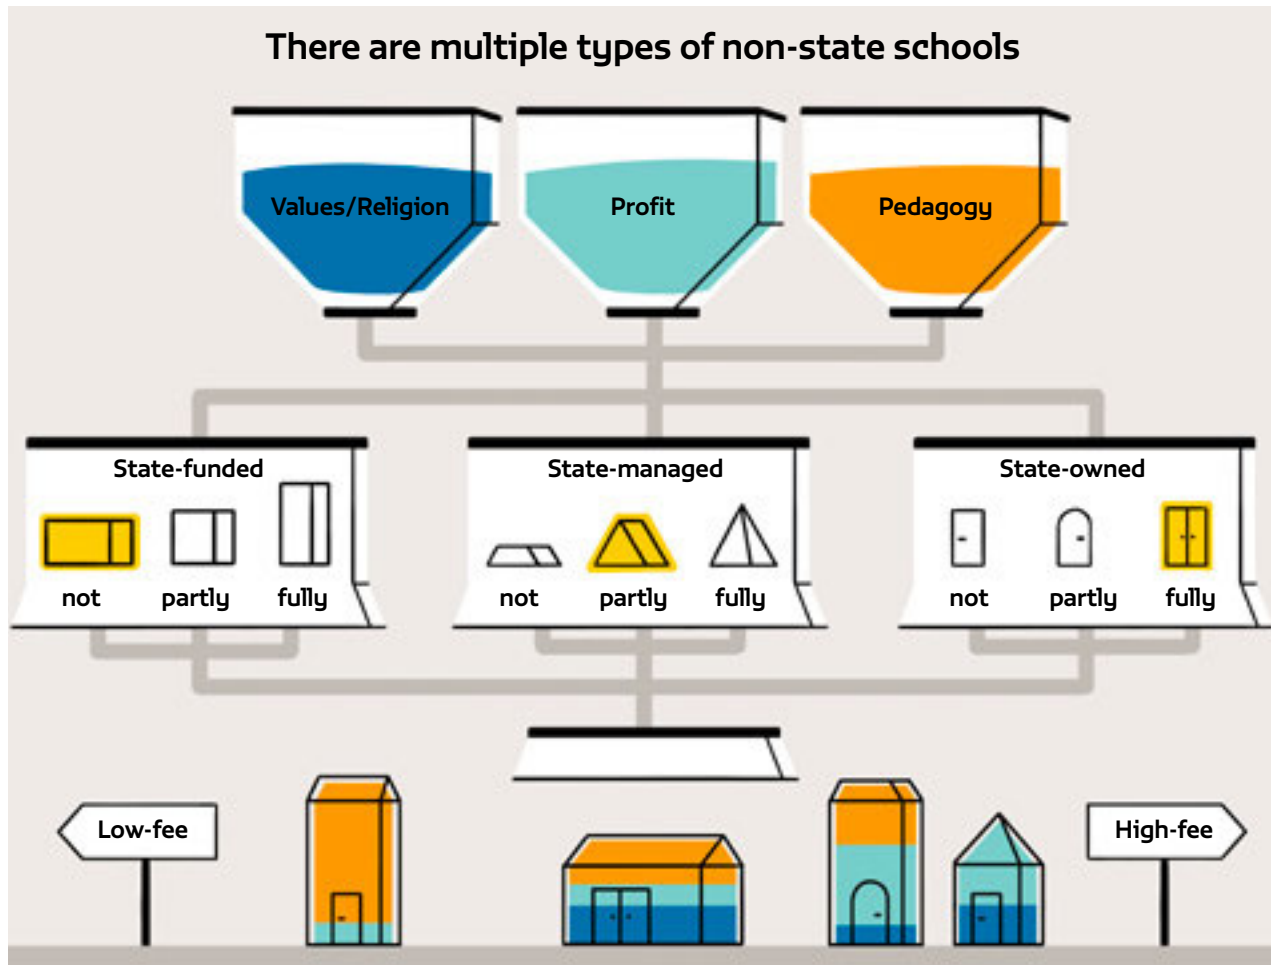 There are multiple types of non-state schools
Values/Religion
Profit
Pedagogy
State-funded
not
partly
fully
State-managed
not
partly
fully
State-owned
not
partly
fully
Low-fee
High-fee